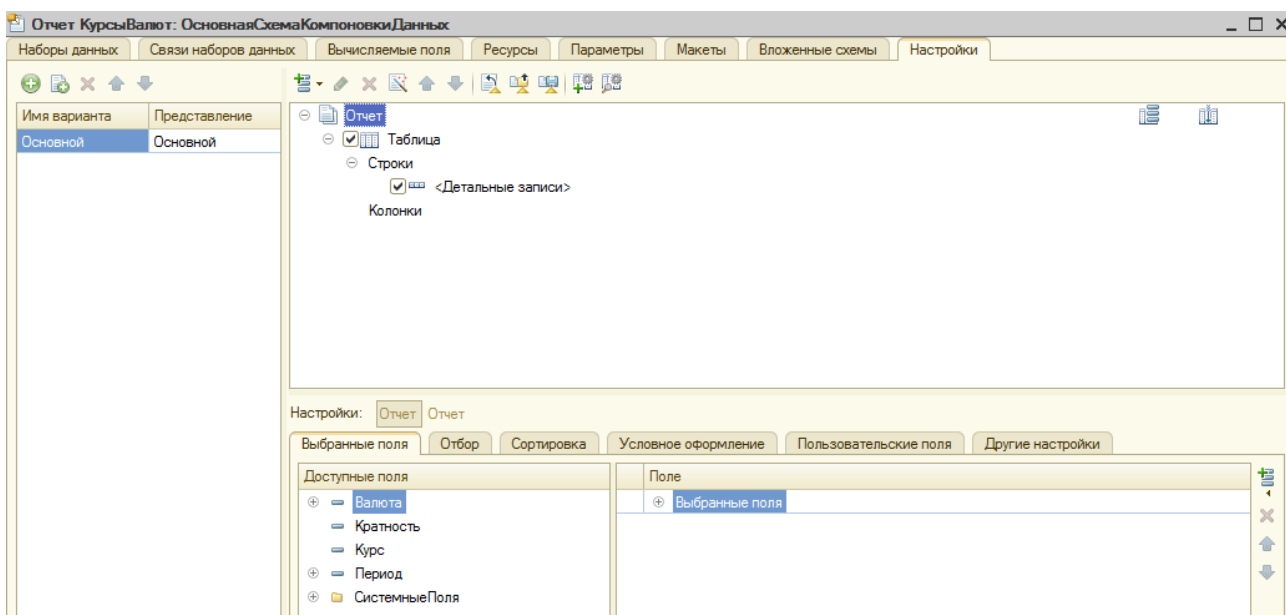 Отчет КурсыВалют: ОсновнаяСхемаКомпоновкиДанных
Наборы данных Связи наборов данных Вычисляемые поля Ресурсы Параметры Макеты Вложенные схемы Настройки
Имя варианта Представление
Основной Основной
Отчет
Таблица
Строки
<Детальные записи>
Колонки
Настройки: Отчет Отчет
Выбранные поля Отбор Сортировка Условное оформление Пользовательские поля Другие настройки
Доступные поля Поле
Валюта Выбранные поля
Кратность
Курс
Период
СистемныеПоля